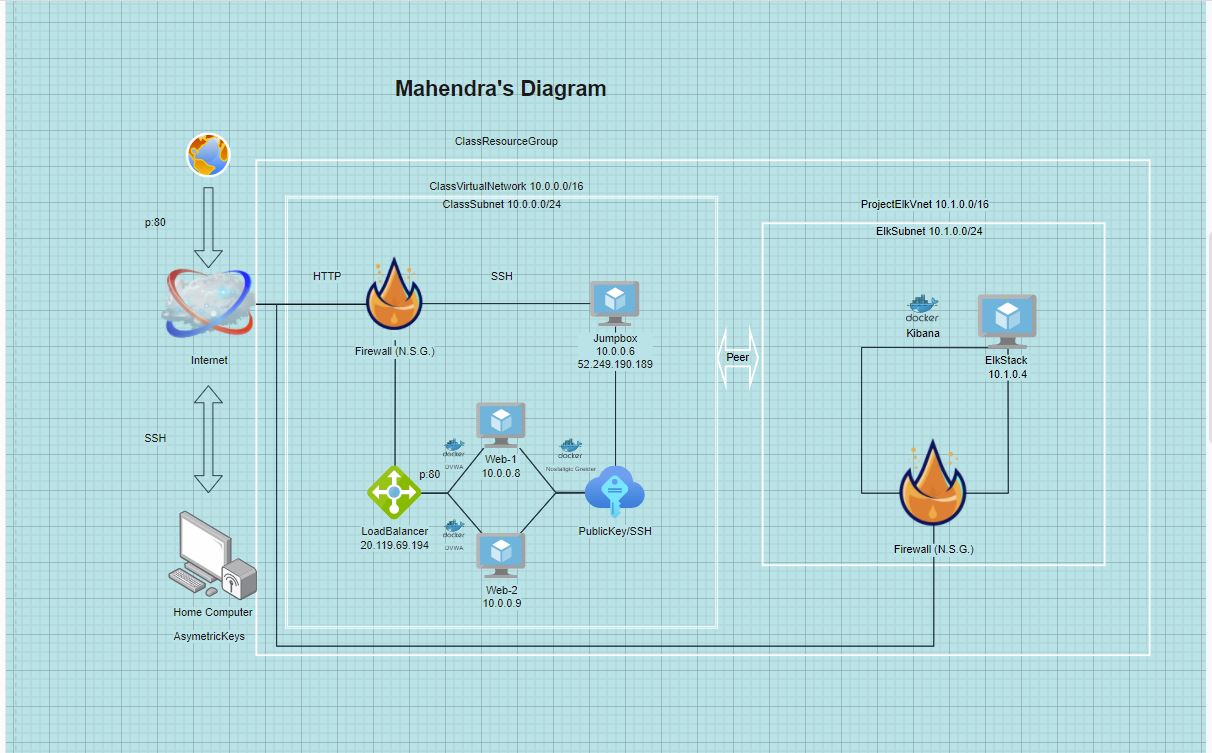 Mahendra's Diagram
ClassResourceGroup
ClassVirtualNetwork 10.0.0.0/16
ClassSubnet 10.0.0.0/24
ProjectElkVnet 10.1.0.0/16
ElkSubnet 10.1.0.0/24
p:80
HTTP
SSH
Internet
Firewall (N.S.G.)
Jumpbox
10.0.0.6
52.249.190.189
Peer
docker
Kibana
ElkStack
10.1.0.4
SSH
docker
DVWA
p:80
Web-1
10.0.0.8
docker
Nostalgic Greider
LoadBalancer
20.119.69.194
docker
DVWA
PublicKey/SSH
Web-2
10.0.0.9
Firewall (N.S.G.)
Home Computer
AsymetricKeys